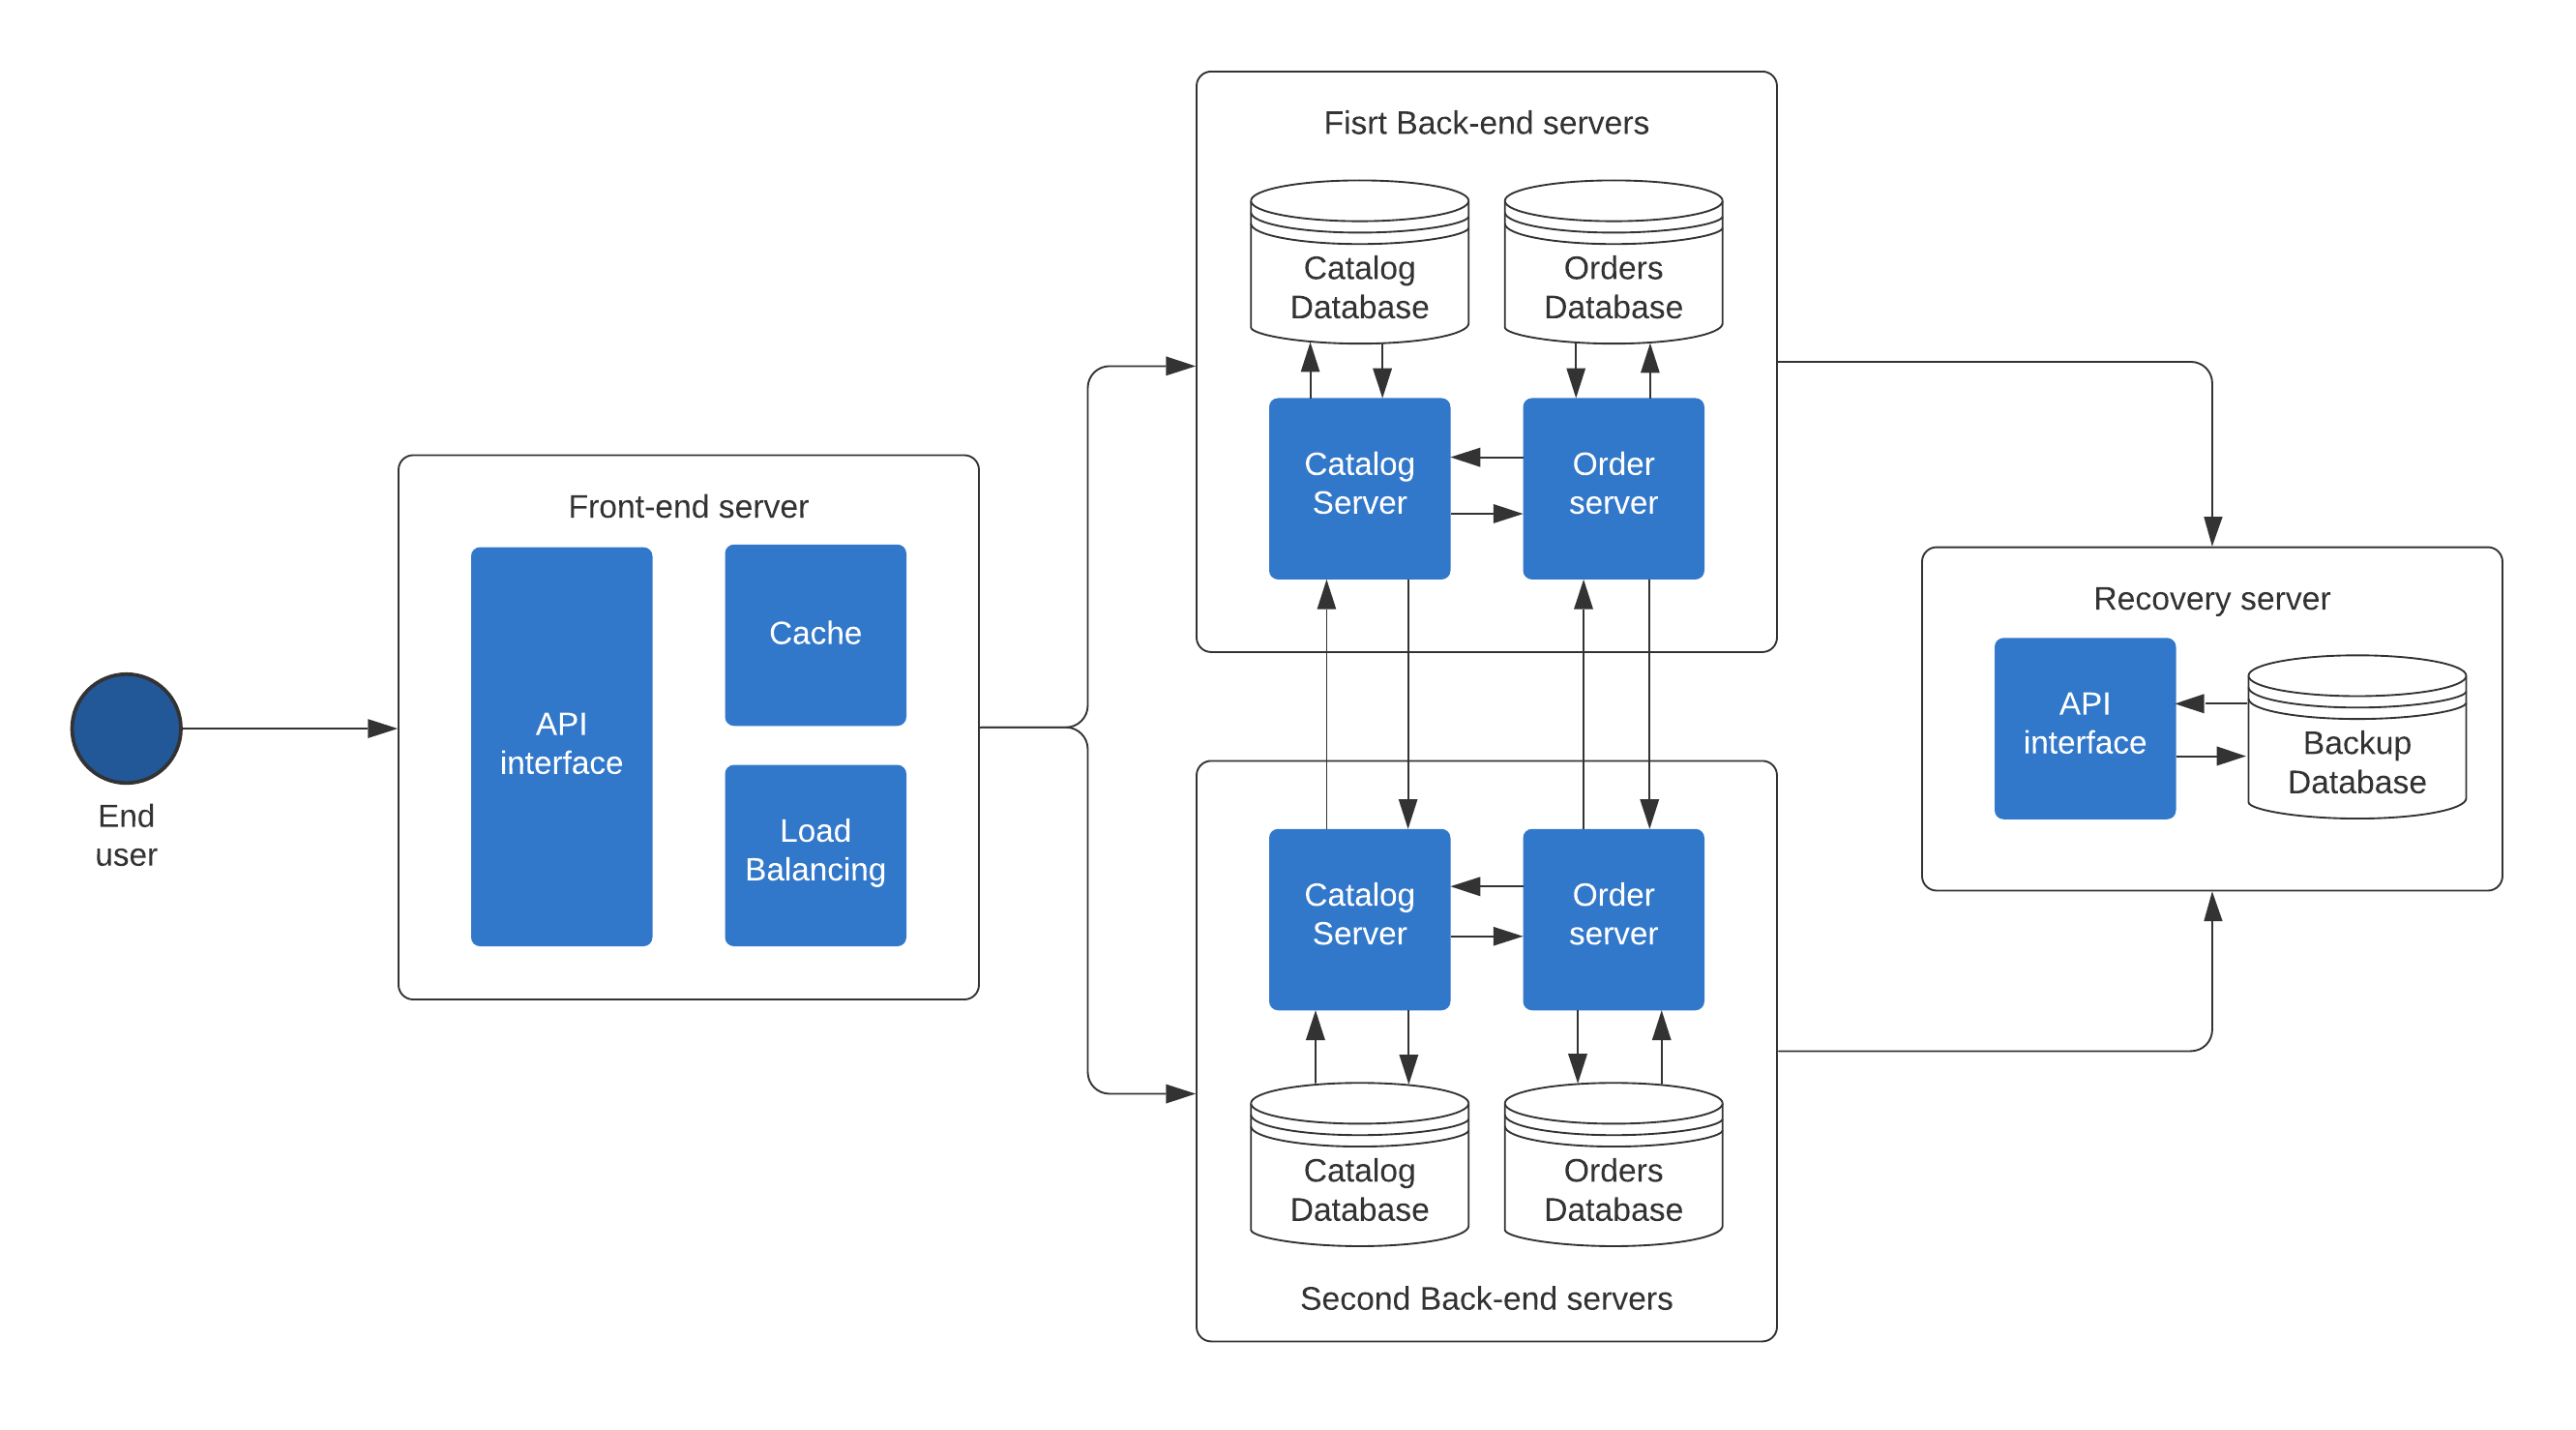 End
user
Front-end server
API
interface
Cache
Load
Balancing
Fisrt Back-end servers
Catalog
Database
Orders
Database
Catalog
Server
Order
server
Catalog
Server
Order
server
Catalog
Database
Orders
Database
Second Back-end servers
Recovery server
API
interface
Backup
Database